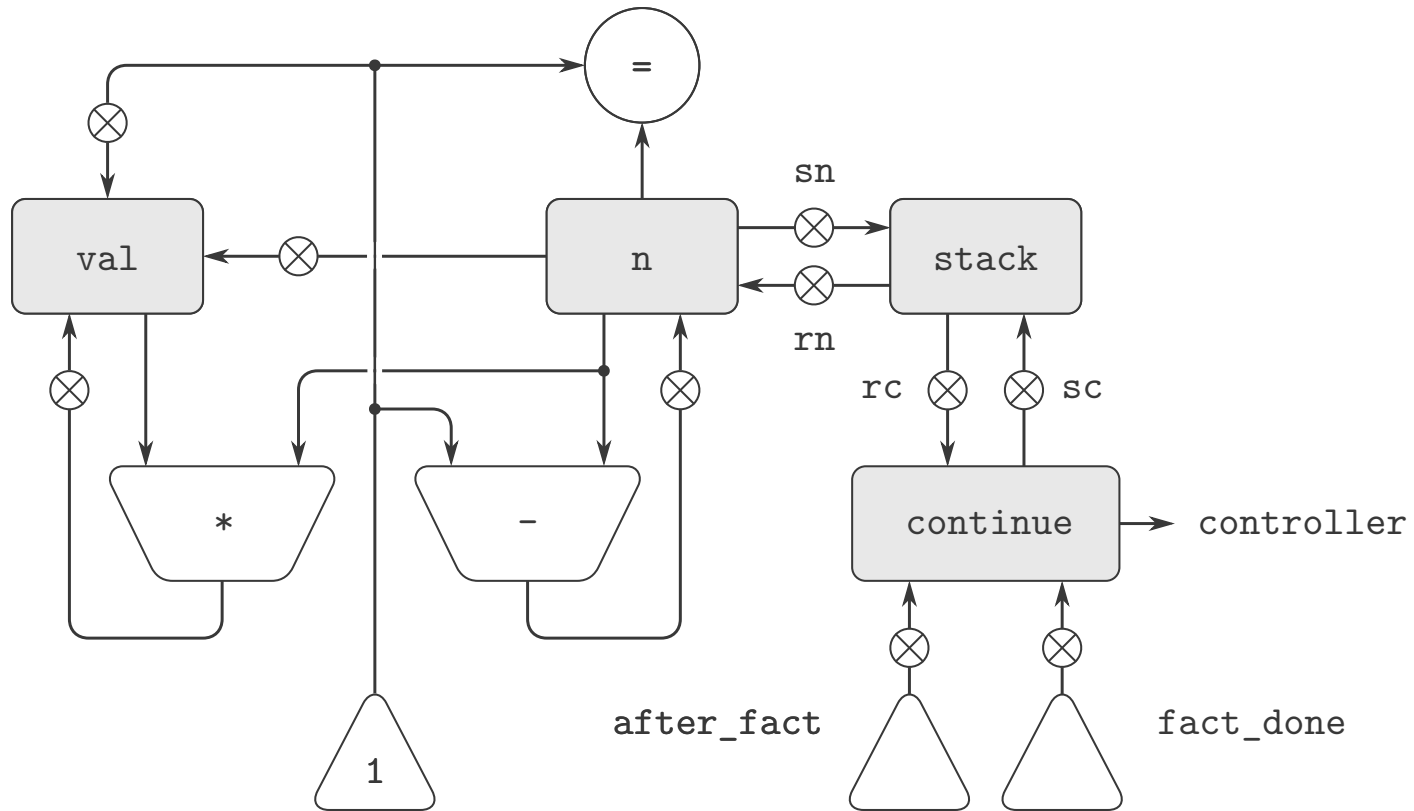 =
sn
val
n
stack
rn
rc
sc
*
-
continue
controller
after_fact
fact_done
1